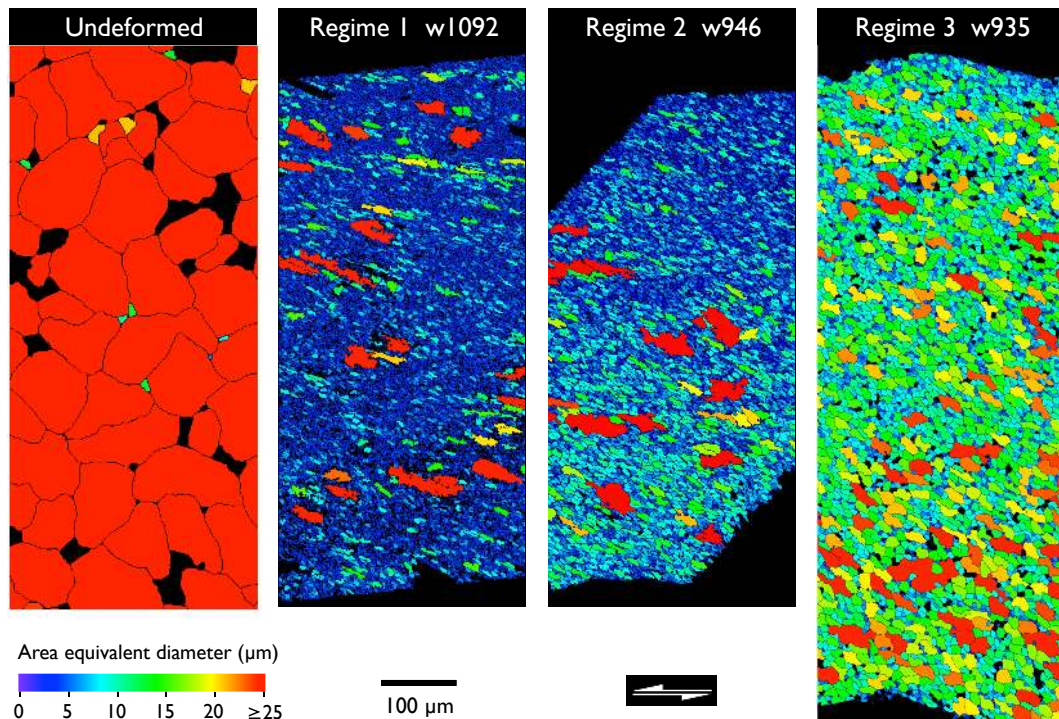 Undeformed
Regime 1 w1092
Regime 2 w946
Regime 3 w935
Area equivalent diameter (µm)
0 5 10 15 20 ≥25
100 µm